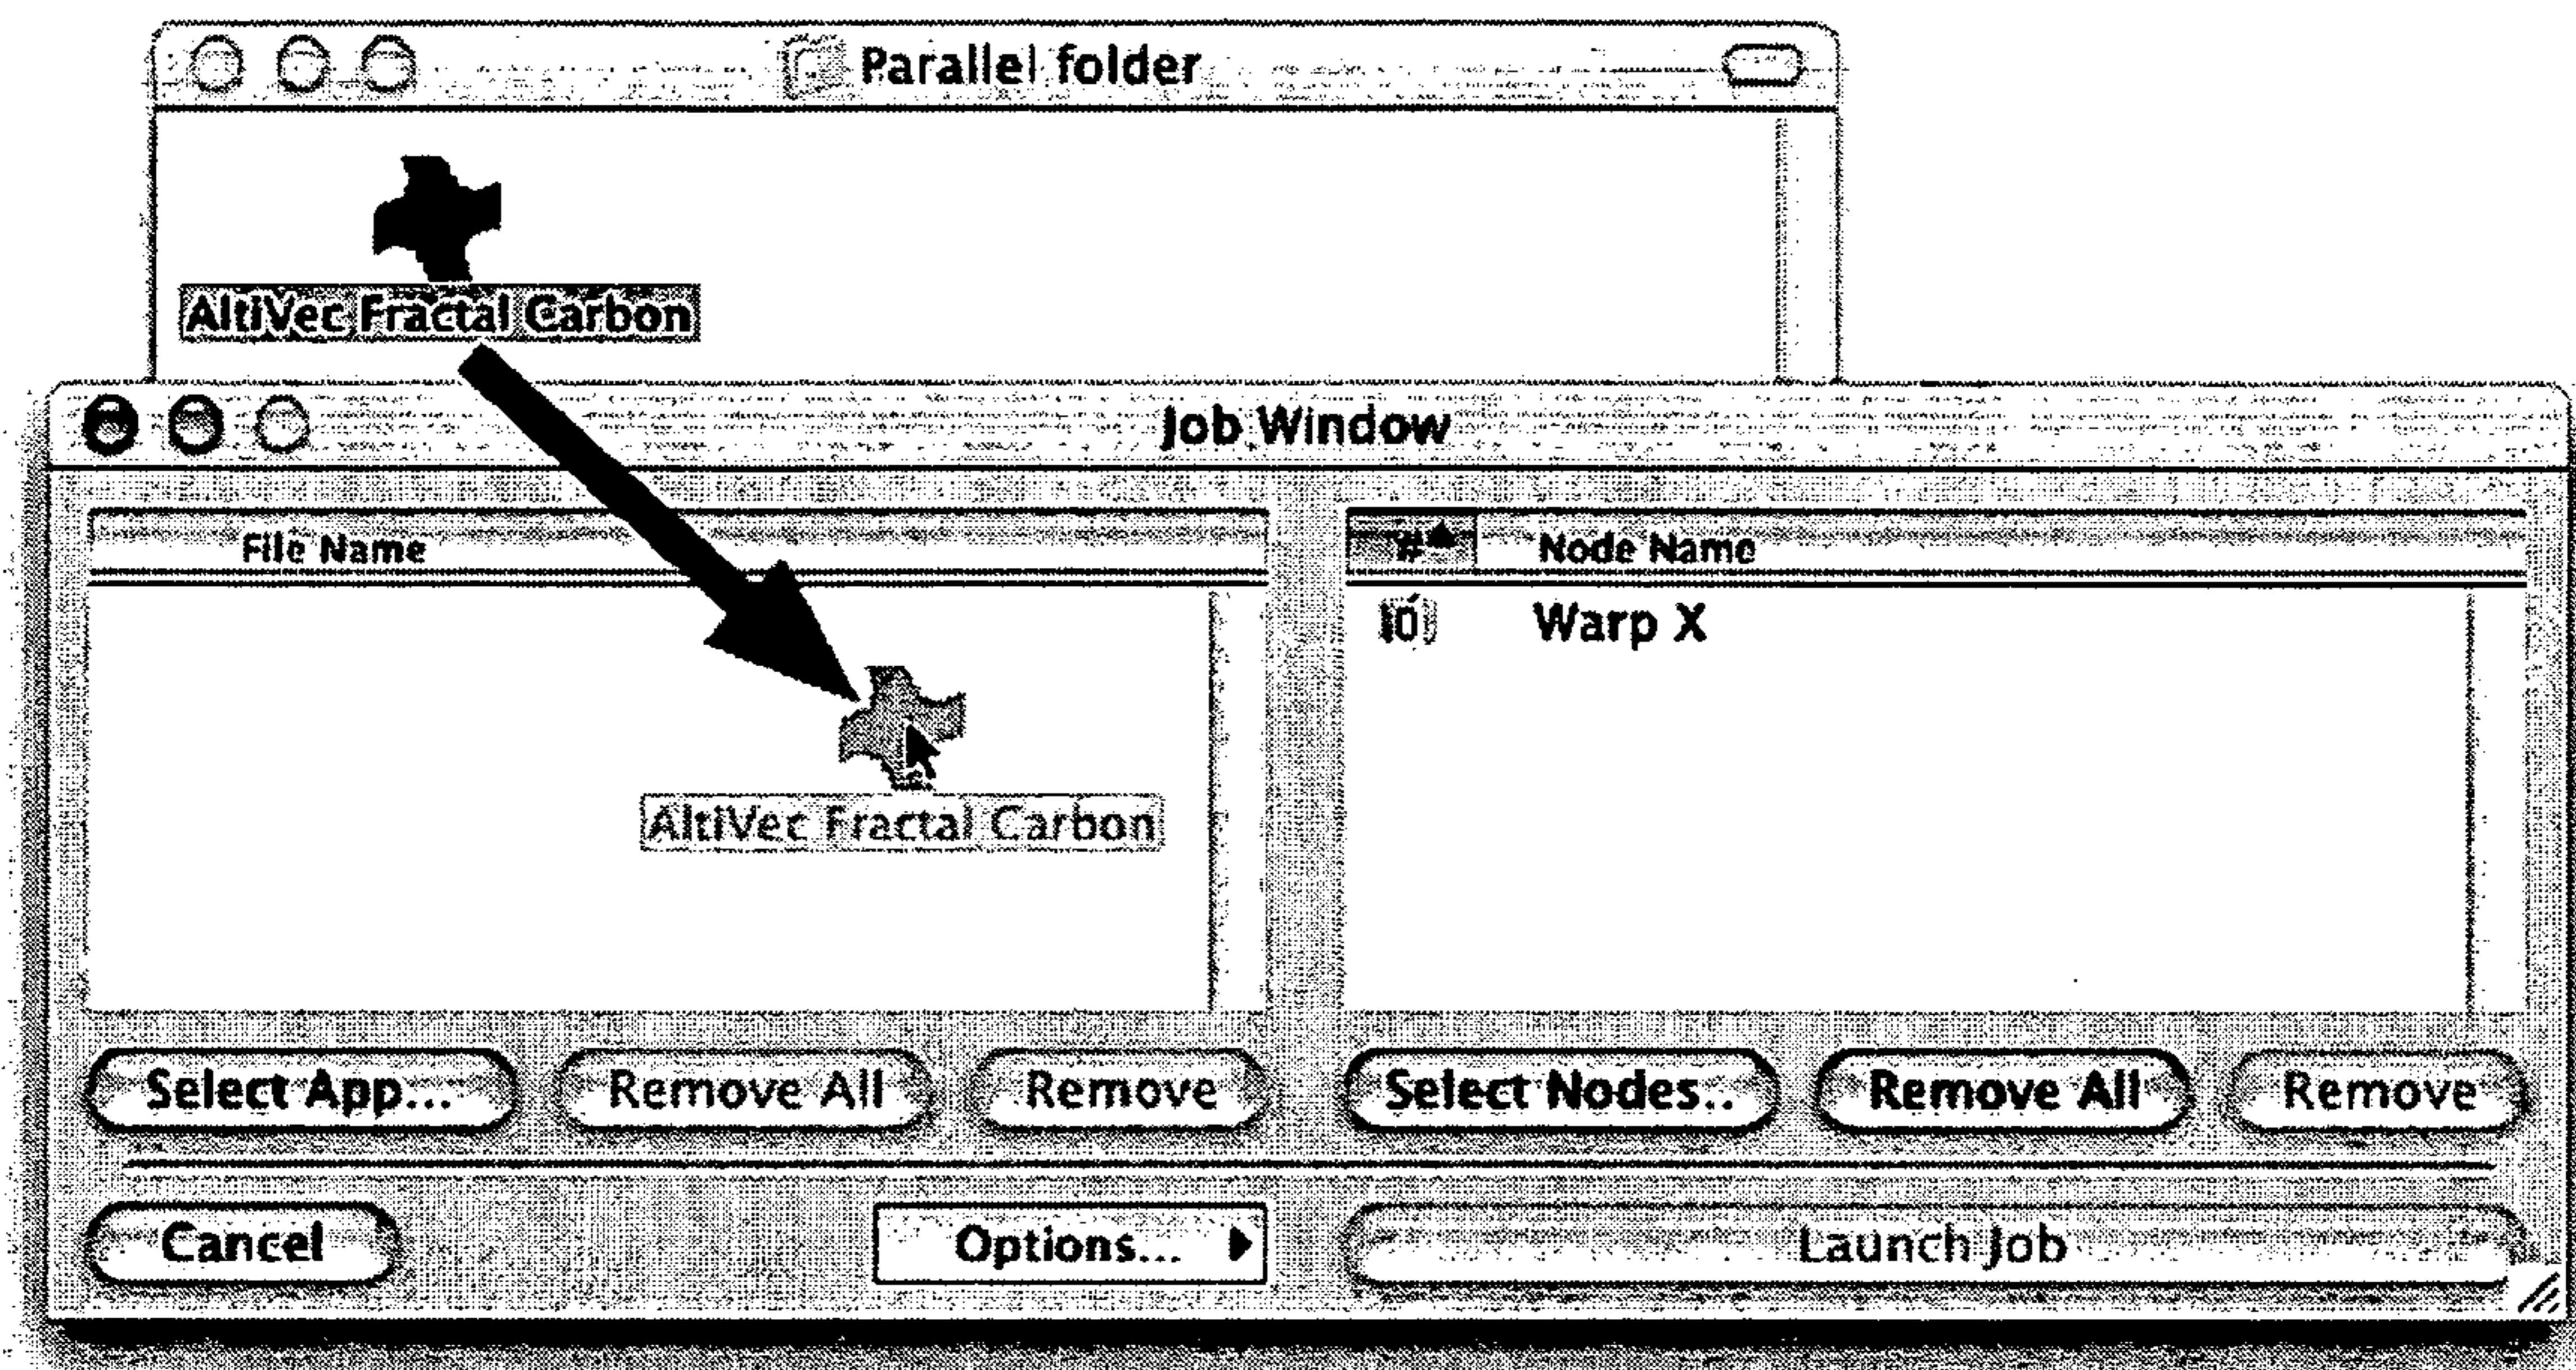 Parallel folder
AltiVec Fractal Carbon
Job Window
File Name
# Node Name
0 Warp X
AltiVec Fractal Carbon
Select App... Remove All Remove Select Nodes.. Remove All Remove
Cancel Options... Launch Job